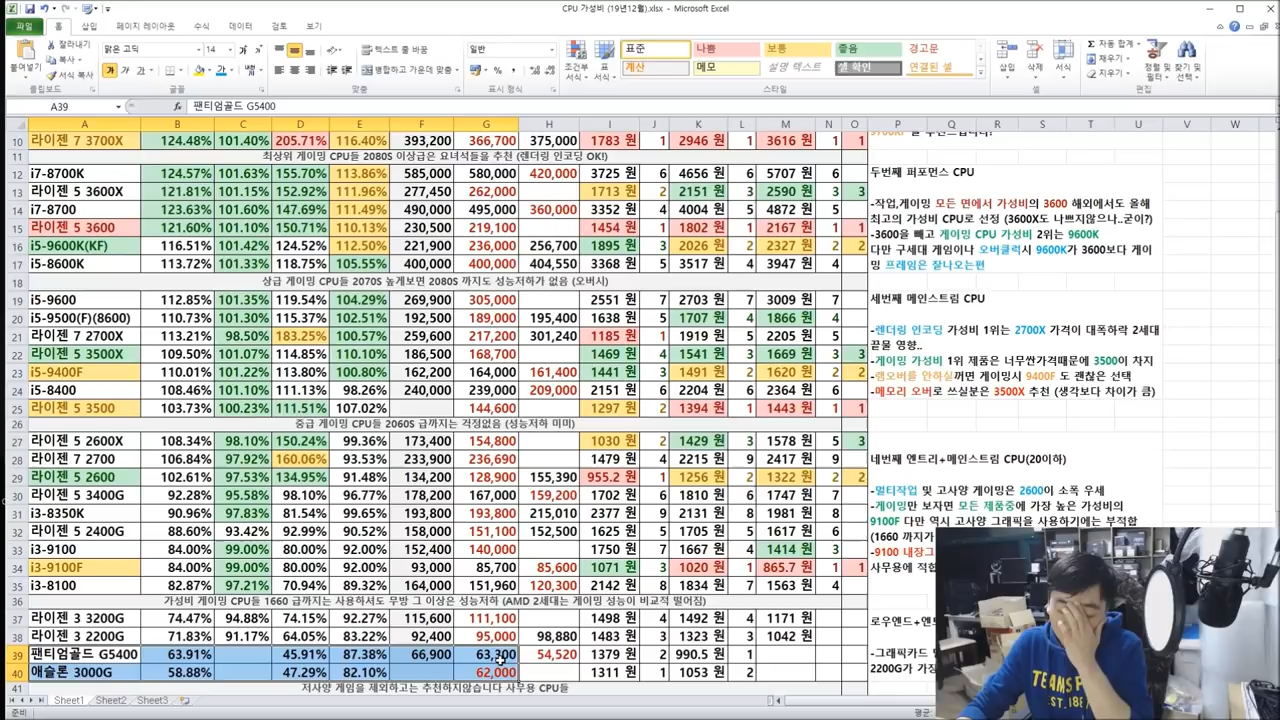 CPU 가성비 (19년12월).xlsx - Microsoft Excel
파일 홈 삽입 페이지 레이아웃 수식 데이터 검토 보기
잘라내기 맑은 고딕 14 텍스트 줄 바꿈 일반 표준 나쁨 보통 좋음 경고문 자동 합계
복사 채우기
붙여넣기 서식 복사 병합하고 가운데 맞춤 조건부 서식 표 서식 계산 메모 설명 텍스트 셀 확인 연결된 셀 삽입 삭제 서식 지우기 정렬 및 필터 찾기 및 선택
클립보드 글꼴 맞춤 표시 형식 스타일 셀 편집
A39 fx 팬티엄골드 G5400
A B C D E F G H I J K L M N O P Q R S T U V W
10 라이젠 7 3700X 124.48% 101.40% 205.71% 116.40% 393,200 366,700 375,000 1783 원 1 2946 원 1 3616 원 1 1
11 최상위 게이밍 CPU들 2080S 이상급은 요녀석들을 추천 (렌더링 인코딩 OK!)
12 i7-8700K 124.57% 101.63% 155.70% 113.86% 585,000 580,000 420,000 3725 원 6 4656 원 6 5707 원 6
13 라이젠 5 3600X 121.81% 101.15% 152.92% 111.96% 277,450 262,000 1713 원 2 2151 원 3 2590 원 3 3
14 i7-8700 123.63% 101.60% 147.69% 111.49% 490,000 495,000 360,000 3352 원 4 4004 원 5 4872 원 5
15 라이젠 5 3600 121.60% 101.10% 150.71% 110.13% 230,500 219,100 1454 원 1 1802 원 1 2167 원 1 1
16 i5-9600K(KF) 116.51% 101.42% 124.52% 112.50% 221,900 236,000 256,700 1895 원 3 2026 원 2 2327 원 2 2
17 i5-8600K 113.72% 101.33% 118.75% 105.55% 400,000 400,000 404,550 3368 원 5 3517 원 4 3947 원 4
18 상급 게이밍 CPU들 2070S 높게보면 2080S 까지도 성능저하가 없음 (오버시)
19 i5-9600 112.85% 101.35% 119.54% 104.29% 269,900 305,000 2551 원 7 2703 원 7 3009 원 7
20 i5-9500(F)(8600) 110.73% 101.30% 115.37% 102.51% 192,500 189,000 195,400 1638 원 5 1707 원 4 1866 원 4
21 라이젠 7 2700X 113.21% 98.50% 183.25% 100.57% 259,600 217,200 301,240 1185 원 1 1919 원 5 2205 원 5
22 라이젠 5 3500X 109.50% 101.07% 114.85% 110.10% 186,500 168,700 1469 원 4 1541 원 3 1669 원 3 3
23 i5-9400F 110.01% 101.22% 113.80% 100.80% 162,200 164,000 161,400 1441 원 3 1491 원 2 1620 원 2 2
24 i5-8400 108.46% 101.10% 111.13% 98.26% 240,000 239,000 209,000 2151 원 6 2204 원 6 2364 원 6
25 라이젠 5 3500 103.73% 100.23% 111.51% 107.02% 144,600 1297 원 2 1394 원 1 1443 원 1 1
26 중급 게이밍 CPU들 2060S 급까지는 걱정없음 (성능저하 미미)
27 라이젠 5 2600X 108.34% 98.10% 150.24% 99.36% 173,400 154,800 1030 원 2 1429 원 3 1578 원 5 3
28 라이젠 7 2700 106.84% 97.92% 160.06% 93.53% 233,900 236,690 1479 원 4 2215 원 9 2417 원 9
29 라이젠 5 2600 102.61% 97.53% 134.95% 91.48% 134,200 128,900 155,390 955.2 원 1 1256 원 2 1322 원 2 2
30 라이젠 5 3400G 92.28% 95.58% 98.10% 96.77% 178,200 167,000 159,200 1702 원 6 1810 원 6 1747 원 7
31 i3-8350K 90.96% 97.83% 81.54% 99.65% 193,800 193,800 215,010 2377 원 9 2131 원 8 1981 원 8
32 라이젠 5 2400G 88.60% 93.42% 92.99% 90.52% 158,000 151,100 152,500 1625 원 5 1705 원 5 1617 원 6
33 i3-9100 84.00% 99.00% 80.00% 92.00% 152,400 140,000 1750 원 7 1667 원 4 1414 원 3
34 i3-9100F 84.00% 99.00% 80.00% 92.00% 93,000 85,700 85,600 1071 원 3 1020 원 1 865.7 원 1 1
35 i3-8100 82.87% 97.21% 70.94% 89.32% 164,000 151,960 120,300 2142 원 8 1834 원 7 1563 원 4
36 가성비 게이밍 CPU들 1660 급까지는 사용하셔도 무방 그 이상은 성능저하 (AMD 2세대는 게이밍 성능이 비교적 떨어짐)
37 라이젠 3 3200G 74.47% 94.88% 74.15% 92.27% 115,600 111,100 1498 원 4 1492 원 4 1171 원
38 라이젠 3 2200G 71.83% 91.17% 64.05% 83.22% 92,400 95,000 98,880 1483 원 3 1323 원 3 1042 원
39 팬티엄골드 G5400 63.91% 45.91% 87.38% 66,900 63,300 54,520 1379 원 2 990.5 원 1
40 애슬론 3000G 58.88% 47.29% 82.10% 62,000 1311 원 1 1053 원 2
41 저사양 게임을 제외하고는 추천하지않습니다 사무용 CPU들
두번째 퍼포먼스 CPU
-작업,게이밍 모든 면에서 가성비의 3600 해외에서도 올해
최고의 가성비 CPU로 선정 (3600X도 나쁘지않으나..굳이?)
-3600을 빼고 게이밍 CPU 가성비 2위는 9600K
다만 구세대 게임이나 오버클럭시 9600K가 3600보다 게이
밍 프레임은 잘나오는편
세번째 메인스트림 CPU
-렌더링 인코딩 가성비 1위는 2700X 가격이 대폭하락 2세대
끝물 영향..
-게이밍 가성비 1위 제품은 너무싼가격때문에 3500이 차지
-램오버를 안하실꺼면 게이밍시 9400F 도 괜찮은 선택
-메모리 오버로 쓰실분은 3500X 추천 (생각보다 차이가 큼)
네번째 엔트리+메인스트림 CPU(20이하)
-멀티작업 및 고사양 게이밍은 2600이 소폭 우세
-게이밍만 보자면 모든 제품중에 가장 높은 가성비의
9100F 다만 역시 고사양 그래픽을 사용하기에는 부적합
(1660 까지가
-9100 내장그
사무용에 적합
로우엔드+엔트
-그래픽카드
2200G가 가장
Sheet1 Sheet2 Sheet3
준비 평균:
TEAMSP
EST.